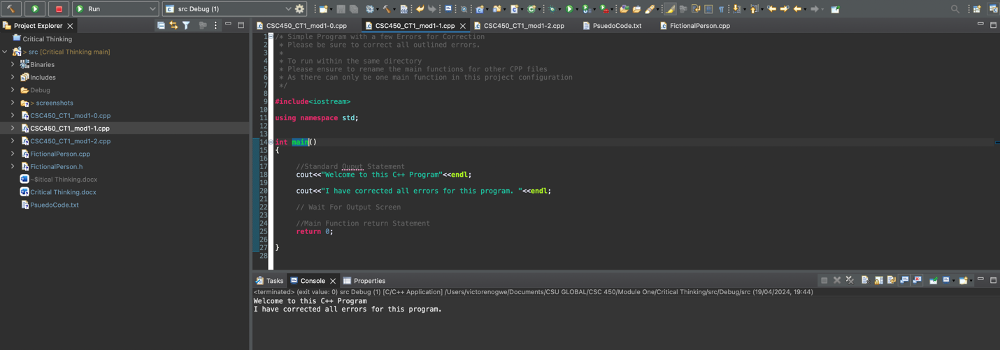 Run
src Debug (1)
Project Explorer
CSC450_CT1_mod1-0.cpp
CSC450_CT1_mod1-1.cpp
CSC450_CT1_mod1-2.cpp
PsuedoCode.txt
FictionalPerson.cpp
Critical Thinking
> src [Critical Thinking main]
Binaries
Includes
Debug
> screenshots
CSC450_CT1_mod1-0.cpp
CSC450_CT1_mod1-1.cpp
CSC450_CT1_mod1-2.cpp
FictionalPerson.cpp
FictionalPerson.h
~$itical Thinking.docx
Critical Thinking.docx
PsuedoCode.txt
1 /* Simple Program with a few Errors for Correction
2 * Please be sure to correct all outlined errors.
3 *
4 * To run within the same directory
5 * Please ensure to rename the main functions for other CPP files
6 * As there can only be one main function in this project configuration
7 */
8
9 #include<iostream>
10
11 using namespace std;
12
13
14 int main()
15 {
16
17 //Standard Ouput Statement
18 cout<<"Welcome to this C++ Program"<<endl;
19
20 cout<<"I have corrected all errors for this program. "<<endl;
21
22 // Wait For Output Screen
23
24 //Main Function return Statement
25 return 0;
26
27 }
28
Tasks
Console
Properties
<terminated> (exit value: 0) src Debug (1) [C/C++ Application] /Users/victorenogwe/Documents/CSU GLOBAL/CSC 450/Module One/Critical Thinking/src/Debug/src (19/04/2024, 19:44)
Welcome to this C++ Program
I have corrected all errors for this program.